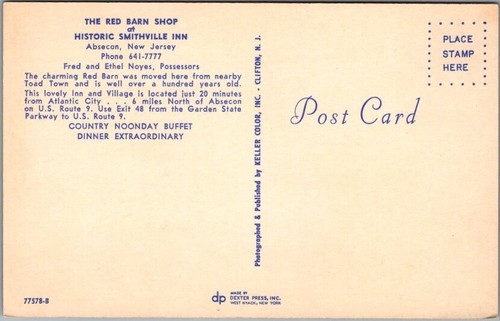 THE RED BARN SHOP
at
HISTORIC SMITHVILLE INN
Absecon, New Jersey
Phone 641-7777
Fred and Ethel Noyes, Possessors
The charming Red Barn was moved here from nearby
Toad Town and is well over a hundred years old.
This lovely Inn and Village is located just 20 minutes
from Atlantic City . . . 6 miles North of Absecon
on U.S. Route 9. Use Exit 48 from the Garden State
Parkway to U.S. Route 9.
COUNTRY NOONDAY BUFFET
DINNER EXTRAORDINARY
77578-B
Photographed & Published by KELLER COLOR, INC. - CLIFTON, N. J.
dp
MADE BY
DEXTER PRESS, INC.
WEST NYACK, NEW YORK
Post Card
PLACE
STAMP
HERE